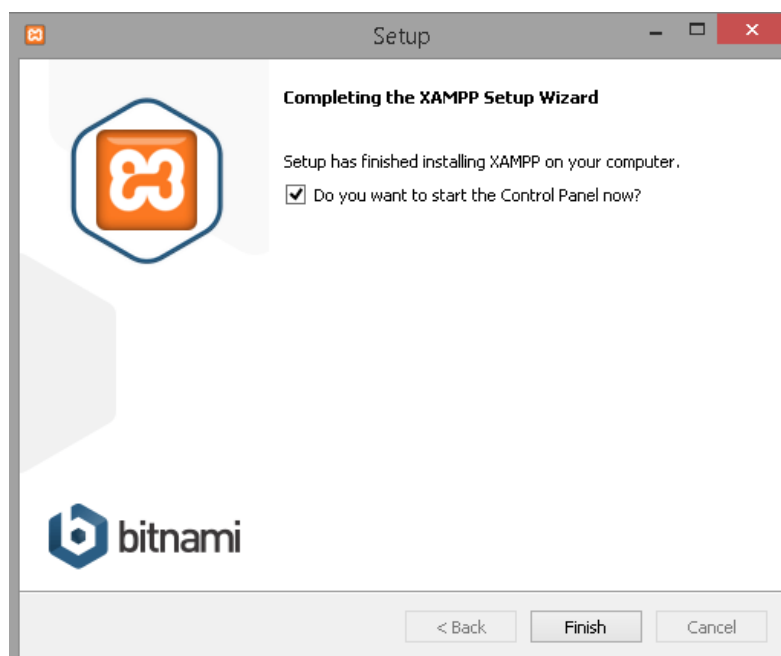 Setup
Completing the XAMPP Setup Wizard
Setup has finished installing XAMPP on your computer.
Do you want to start the Control Panel now?
bitnami
< Back
Finish
Cancel